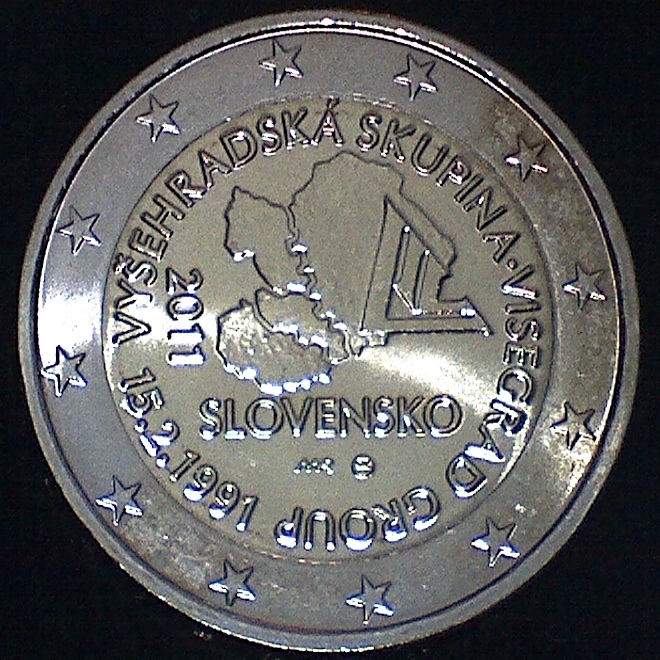 15.2.1991 VYŠEHRADSKÁ SKUPINA·VISEGRAD GROUP
2011
SLOVENSKO